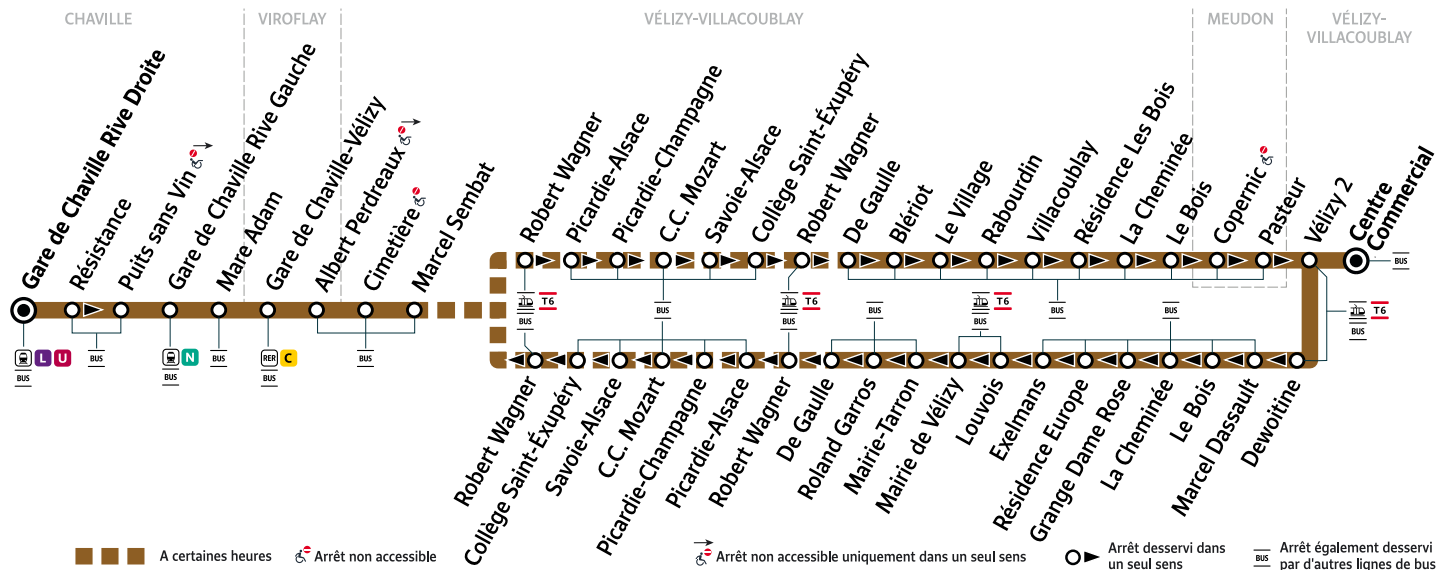 CHAVILLE
VIROFLAY
VÉLIZY-VILLACOUBLAY
MEUDON
VÉLIZY-
VILLACOUBLAY
Gare de Chaville Rive Droite
Résistance
Puits sans Vin
Gare de Chaville Rive Gauche
Mare Adam
Gare de Chaville-Vélizy
Albert Perdreaux
Cimetière
Marcel Sembat
Robert Wagner
Picardie-Alsace
Picardie-Champagne
C.C. Mozart
Savoie-Alsace
Collège Saint-Éxupéry
Robert Wagner
De Gaulle
Blériot
Le Village
Rabourdin
Villacoublay
Résidence Les Bois
La Cheminée
Le Bois
Copernic
Pasteur
Vélizy 2
Centre
Commercial
BUS
T6
BUS
BUS
T6
BUS
BUS
T6
BUS
BUS
BUS
T6
BUS
L U
BUS
BUS
N
BUS
BUS
RER C
BUS
BUS
Robert Wagner
Collège Saint-Éxupéry
Savoie-Alsace
C.C. Mozart
Picardie-Champagne
Picardie-Alsace
Robert Wagner
De Gaulle
Roland Garros
Mairie-Tarron
Mairie de Vélizy
Louvois
Exelmans
Résidence Europe
Grange Dame Rose
La Cheminée
Le Bois
Marcel Dassault
Dewoitine
A certaines heures
Arrêt non accessible
Arrêt non accessible uniquement dans un seul sens
Arrêt desservi dans
un seul sens
BUS
Arrêt également desservi
par d'autres lignes de bus